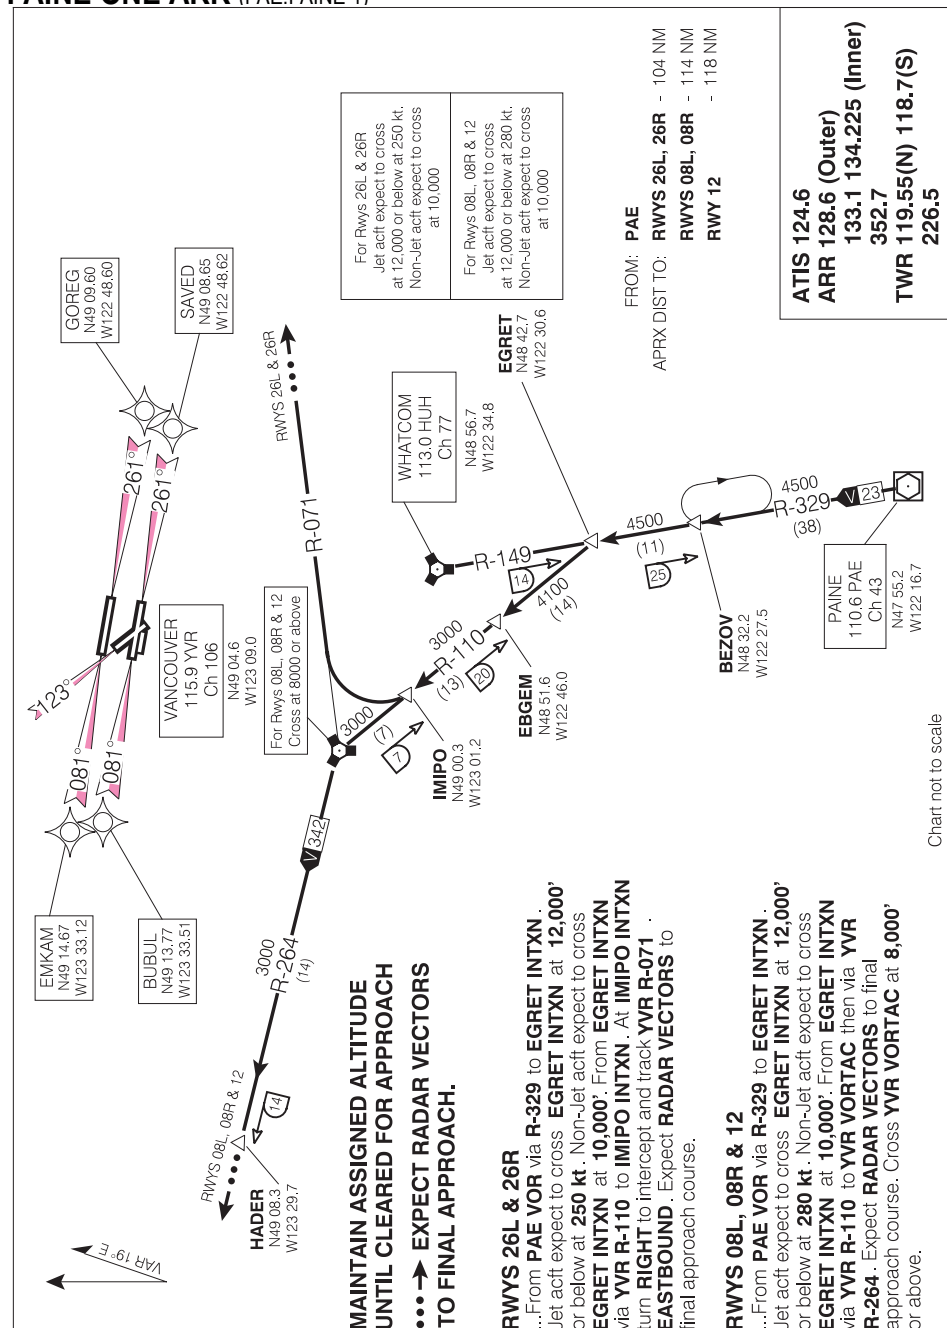 PAINE ONE ARR (PAE.PAINE 1)
GOREG
N49 09.60
W122 48.60
SAVED
N49 08.65
W122 48.62
261°
261°
123°
081°
081°
EMKAM
N49 14.67
W123 33.12
BUBUL
N49 13.77
W123 33.51
VANCOUVER
115.9 YVR
Ch 106
N49 04.6
W123 09.0
For Rwys 08L, 08R & 12
Cross at 8000 or above
RWYS 26L & 26R
R-071
For Rwys 26L & 26R
Jet acft expect to cross
at 12,000 or below at 250 kt.
Non-Jet acft expect to cross
at 10,000
For Rwys 08L, 08R & 12
Jet acft expect to cross
at 12,000 or below at 280 kt.
Non-Jet acft expect to cross
at 10,000
FROM: PAE
APRX DIST TO: RWYS 26L, 26R - 104 NM
RWYS 08L, 08R - 114 NM
RWY 12 - 118 NM
ATIS 124.6
ARR 128.6 (Outer)
133.1 134.225 (Inner)
352.7
TWR 119.55(N) 118.7(S)
226.5
WHATCOM
113.0 HUH
Ch 77
N48 56.7
W122 34.8
EGRET
N48 42.7
W122 30.6
R-149
14
4100
(14)
4500
(11)
25
4500
R-329
(38)
V 23
PAINE
110.6 PAE
Ch 43
N47 55.2
W122 16.7
BEZOV
N48 32.2
W122 27.5
EBGEM
N48 51.6
W122 46.0
3000
R-110
(13)
20
IMIPO
N49 00.3
W123 01.2
3000
(7)
7
V 342
3000
R-264
(14)
14
RWYS 08L, 08R & 12
HADER
N49 08.3
W123 29.7
VAR 19° E
Chart not to scale
MAINTAIN ASSIGNED ALTITUDE
UNTIL CLEARED FOR APPROACH
EXPECT RADAR VECTORS
TO FINAL APPROACH.
RWYS 26L & 26R
...From PAE VOR via R-329 to EGRET INTXN .
Jet acft expect to cross EGRET INTXN at 12,000'
or below at 250 kt . Non-Jet acft expect to cross
EGRET INTXN at 10,000'. From EGRET INTXN
via YVR R-110 to IMIPO INTXN . At IMIPO INTXN
turn RIGHT to intercept and track YVR R-071 .
EASTBOUND . Expect RADAR VECTORS to
final approach course.
RWYS 08L, 08R & 12
...From PAE VOR via R-329 to EGRET INTXN .
Jet acft expect to cross EGRET INTXN at 12,000'
or below at 280 kt . Non-Jet acft expect to cross
EGRET INTXN at 10,000'. From EGRET INTXN
via YVR R-110 to YVR VORTAC then via YVR
R-264 . Expect RADAR VECTORS to final
approach course. Cross YVR VORTAC at 8,000'
or above.